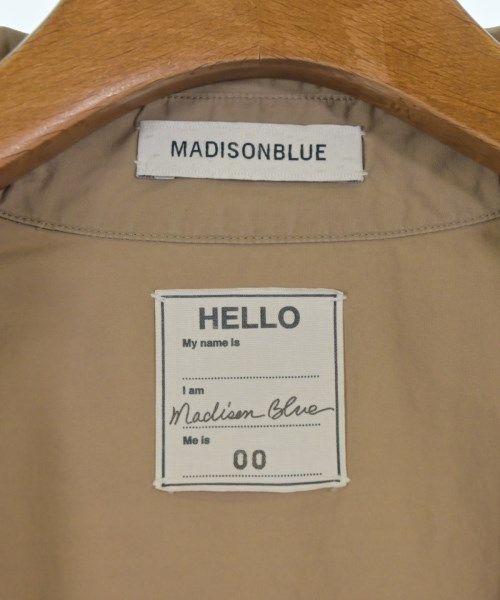 MADISONBLUE
HELLO
My name is
I am
Madison Blue
Me is
00